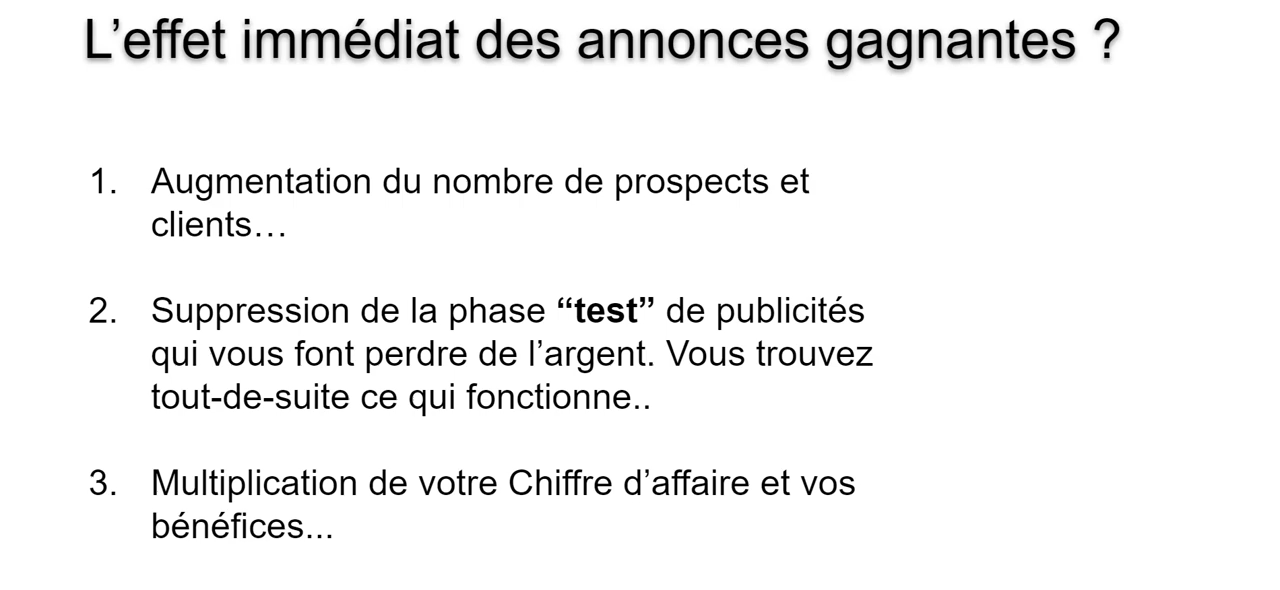 L’effet immédiat des annonces gagnantes ?
1. Augmentation du nombre de prospects et
clients…
2. Suppression de la phase “test” de publicités
qui vous font perdre de l’argent. Vous trouvez
tout-de-suite ce qui fonctionne..
3. Multiplication de votre Chiffre d’affaire et vos
bénéfices...